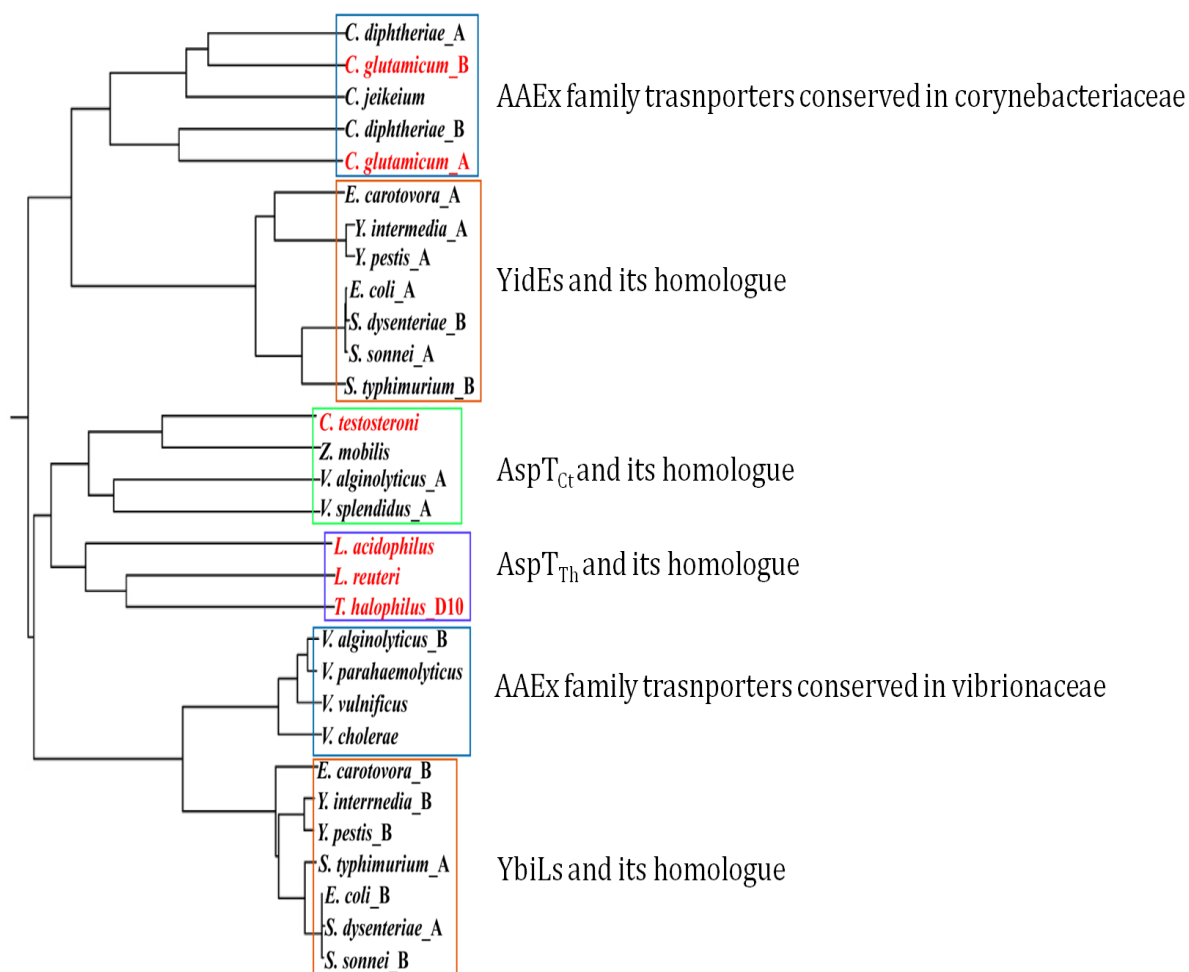 C. diphtheriae_A
C. glutamicum_B
C. jeikeium
C. diphtheriae_B
C. glutamicum_A
AAEx family trasnporters conserved in corynebacteriaceae
E. carotovora_A
Y. intermedia_A
Y. pestis_A
E. coli_A
S. dysenteriae_B
S. sonnei_A
S. typhimurium_B
YidEs and its homologue
C. testosteroni
Z. mobilis
V. alginolyticus_A
V. splendidus_A
AspTCt and its homologue
L. acidophilus
L. reuteri
T. halophilus_D10
AspTTh and its homologue
V. alginolyticus_B
V. parahaemolyticus
V. vulnificus
V. cholerae
AAEx family trasnporters conserved in vibrionaceae
E. carotovora_B
Y. interrnedia_B
Y. pestis_B
S. typhimurium_A
E. coli_B
S. dysenteriae_A
S. sonnei_B
YbiLs and its homologue